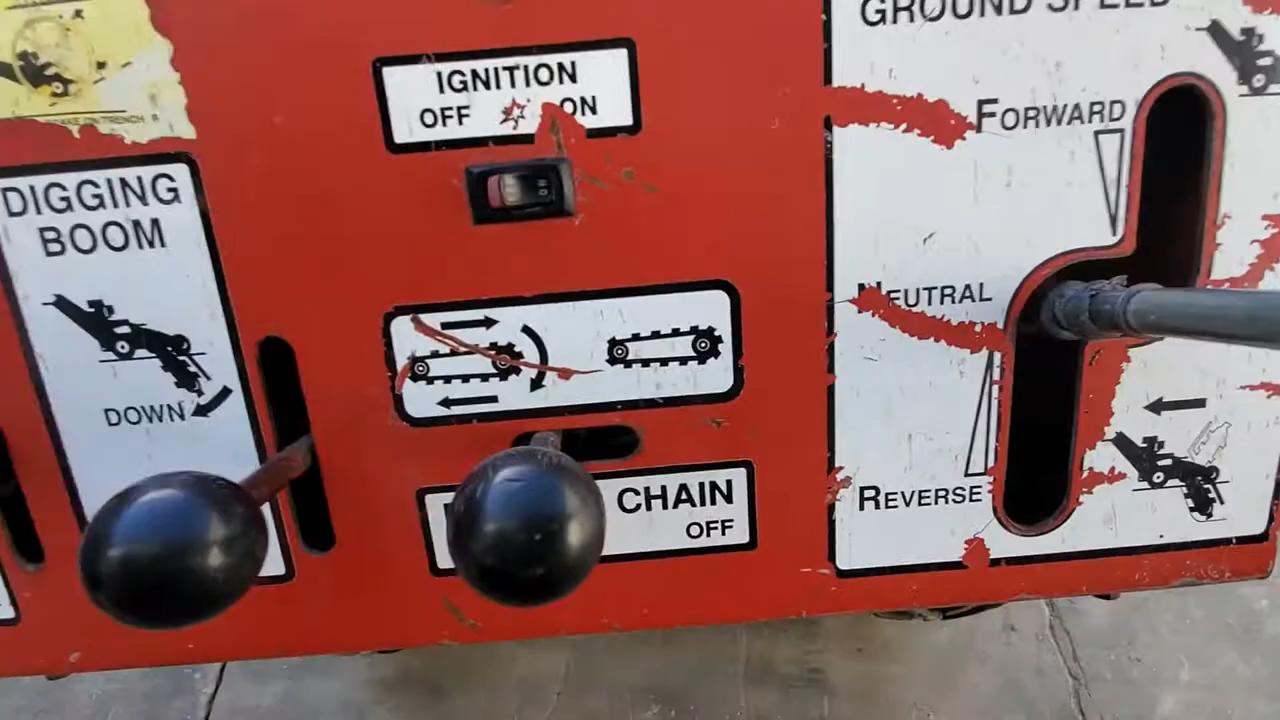 IGNITION
OFF ON
GROUND SPEED
FORWARD
NEUTRAL
REVERSE
DIGGING
BOOM
DOWN
CHAIN
OFF